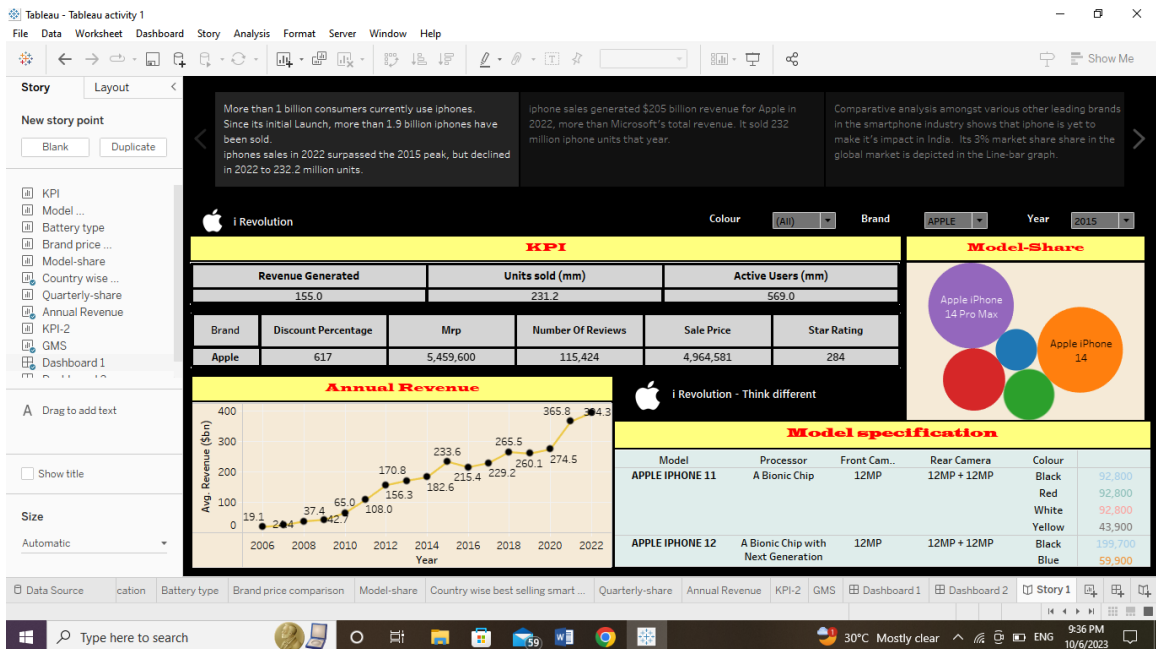 Tableau - Tableau activity 1
File Data Worksheet Dashboard Story Analysis Format Server Window Help
Show Me
Story Layout
New story point
Blank Duplicate
KPI
Model ...
Battery type
Brand price ...
Model-share
Country wise ...
Quarterly-share
Annual Revenue
KPI-2
GMS
Dashboard 1
A Drag to add text
Show title
Size
Automatic
More than 1 billion consumers currently use iphones.
Since its initial Launch, more than 1.9 billion iphones have
been sold.
iphones sales in 2022 surpassed the 2015 peak, but declined
in 2022 to 232.2 million units.
iphone sales generated $205 billion revenue for Apple in
2022, more than Microsoft's total revenue. It sold 232
million iphone units that year.
Comparative analysis amongst various other leading brands
in the smartphone industry shows that iphone is yet to
make it's impact in India. Its 3% market share share in the
global market is depicted in the Line-bar graph.
i Revolution
Colour (All) Brand APPLE Year 2015
KPI
Revenue Generated Units sold (mm) Active Users (mm)
155.0 231.2 569.0
Brand Discount Percentage Mrp Number Of Reviews Sale Price Star Rating
Apple 617 5,459,600 115,424 4,964,581 284
Model-Share
Apple iPhone
14 Pro Max
Apple iPhone
14
Annual Revenue
Avg. Revenue ($bn)
400
300
200
100
0
19.1
24.4
37.4
42.7
65.0
108.0
170.8
156.3
182.6
233.6
215.4
229.2
265.5
260.1
274.5
365.8
394.3
2006 2008 2010 2012 2014 2016 2018 2020 2022
Year
i Revolution - Think different
Model specification
Model Processor Front Cam.. Rear Camera Colour
APPLE IPHONE 11 A Bionic Chip 12MP 12MP + 12MP Black 92,800
Red 92,800
White 92,800
Yellow 43,900
APPLE IPHONE 12 A Bionic Chip with 12MP 12MP + 12MP Black 199,700
Next Generation Blue 59,900
Data Source cation Battery type Brand price comparison Model-share Country wise best selling smart ... Quarterly-share Annual Revenue KPI-2 GMS Dashboard 1 Dashboard 2 Story 1
Type here to search
59
30°C Mostly clear
ENG
9:36 PM
10/6/2023